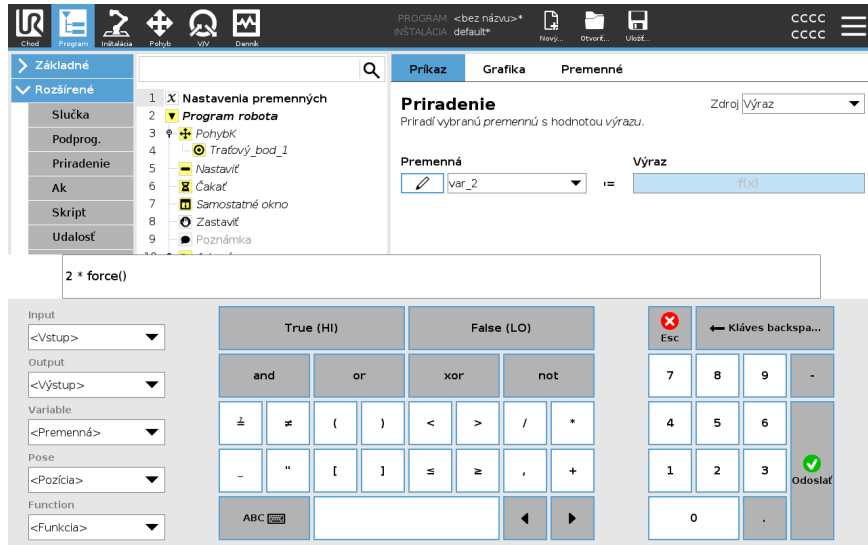 PROGRAM <bez názvu>*
INŠTALÁCIA default*
Chod Program Inštalácia Pohyb V/V Denník Nový... Otvoriť... Uložiť...
CCCC
CCCC
Základné
Rozšírené
Slučka
Podprog.
Priradenie
Ak
Skript
Udalosť
1 X Nastavenia premenných
2 Program robota
3 PohybK
4 Traťový_bod_1
5 Nastaviť
6 Čakať
7 Samostatné okno
8 Zastaviť
9 Poznámka
Príkaz Grafika Premenné
Priradenie
Zdroj Výraz
Priradí vybranú premennú s hodnotou výrazu.
Premenná Výraz
var_2 := f(x)
2 * force()
Input
<Vstup>
Output
<Výstup>
Variable
<Premenná>
Pose
<Pozícia>
Function
<Funkcia>
True (HI) False (LO)
and or xor not
≟ ≠ ( ) < > / *
_ " [ ] ≤ ≥ , +
ABC
Esc Kláves backspa...
7 8 9 -
4 5 6
1 2 3 Odoslať
0 .